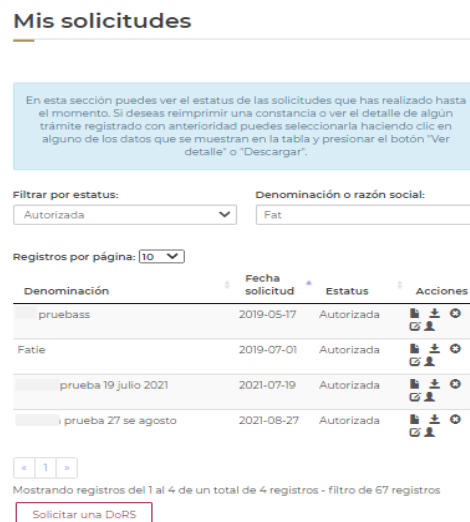 Mis solicitudes
En esta sección puedes ver el estatus de las solicitudes que has realizado hasta
el momento. Si deseas reimprimir una constancia o ver el detalle de algún
trámite registrado con anterioridad puedes seleccionarla haciendo clic en
alguno de los datos que se muestran en la tabla y presionar el botón "Ver
detalle" o "Descargar".
Filtrar por estatus: Denominación o razón social:
Autorizada Fat
Registros por página: 10
Denominación Fecha solicitud Estatus Acciones
pruebass 2019-05-17 Autorizada
Fatie 2019-07-01 Autorizada
prueba 19 julio 2021 2021-07-19 Autorizada
prueba 27 se agosto 2021-08-27 Autorizada
« 1 »
Mostrando registros del 1 al 4 de un total de 4 registros - filtro de 67 registros
Solicitar una DoRS